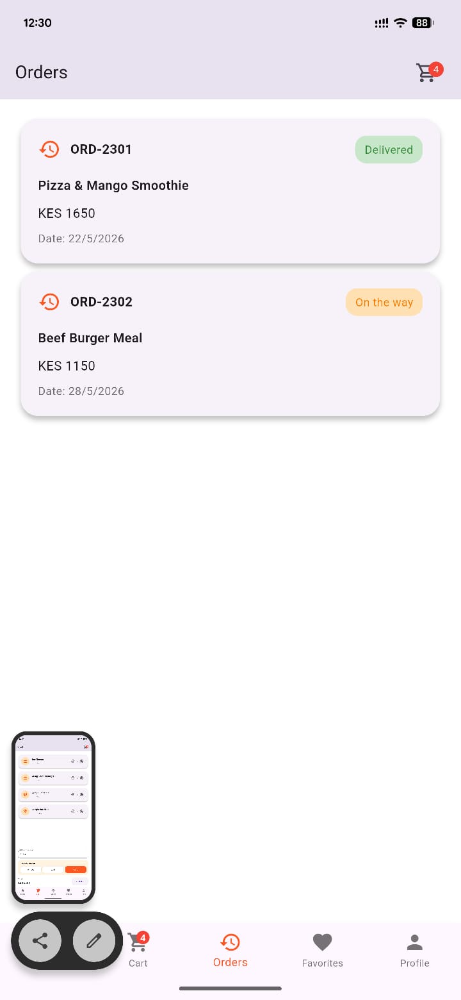 12:30
88
Orders
4
ORD-2301
Delivered
Pizza & Mango Smoothie
KES 1650
Date: 22/5/2026
ORD-2302
On the way
Beef Burger Meal
KES 1150
Date: 28/5/2026
4
Cart
Orders
Favorites
Profile